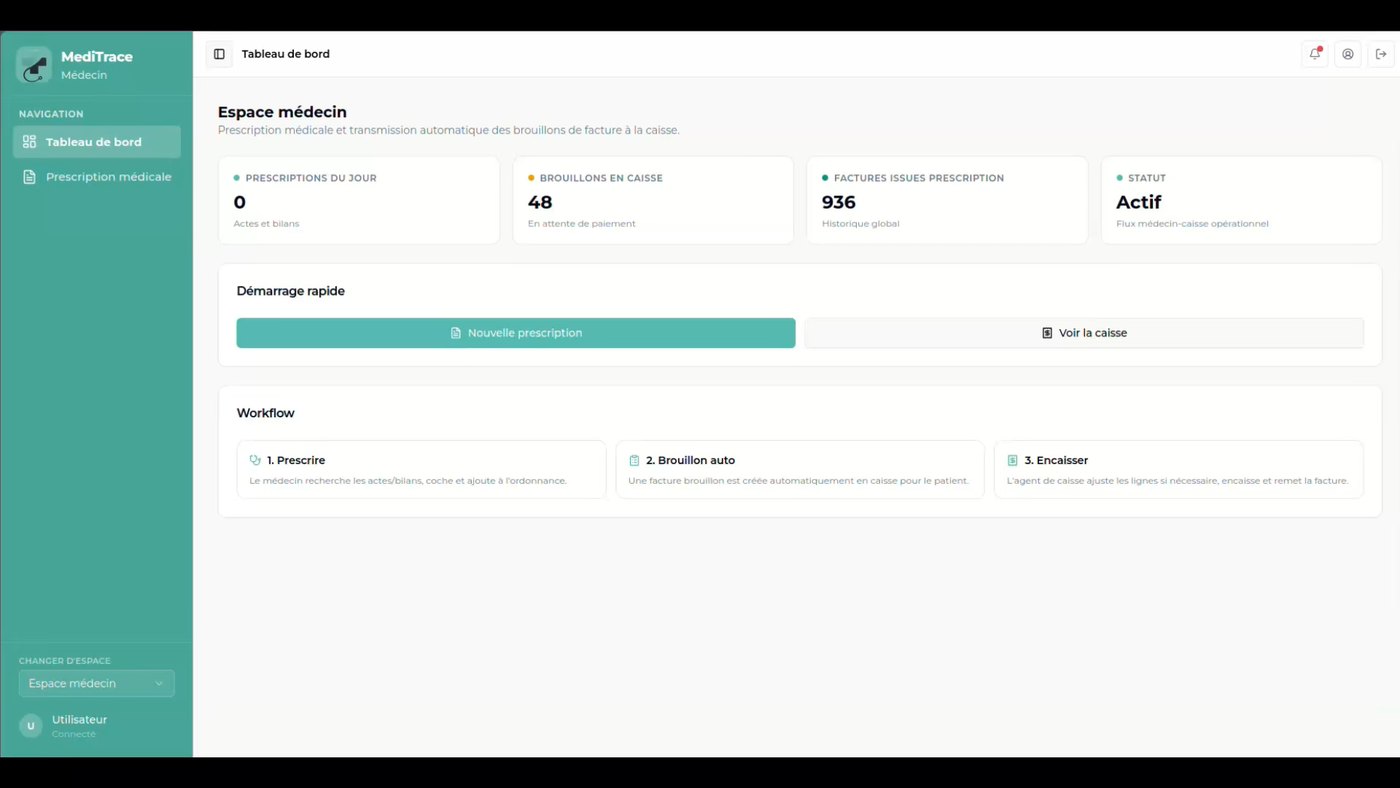 MediTrace
Médecin
NAVIGATION
Tableau de bord
Prescription médicale
CHANGER D'ESPACE
Espace médecin
U
Utilisateur
Connecté
Tableau de bord
Espace médecin
Prescription médicale et transmission automatique des brouillons de facture à la caisse.
PRESCRIPTIONS DU JOUR
0
Actes et bilans
BROUILLONS EN CAISSE
48
En attente de paiement
FACTURES ISSUES PRESCRIPTION
936
Historique global
STATUT
Actif
Flux médecin-caisse opérationnel
Démarrage rapide
Nouvelle prescription
Voir la caisse
Workflow
1. Prescrire
Le médecin recherche les actes/bilans, coche et ajoute à l'ordonnance.
2. Brouillon auto
Une facture brouillon est créée automatiquement en caisse pour le patient.
3. Encaisser
L'agent de caisse ajuste les lignes si nécessaire, encaisse et remet la facture.